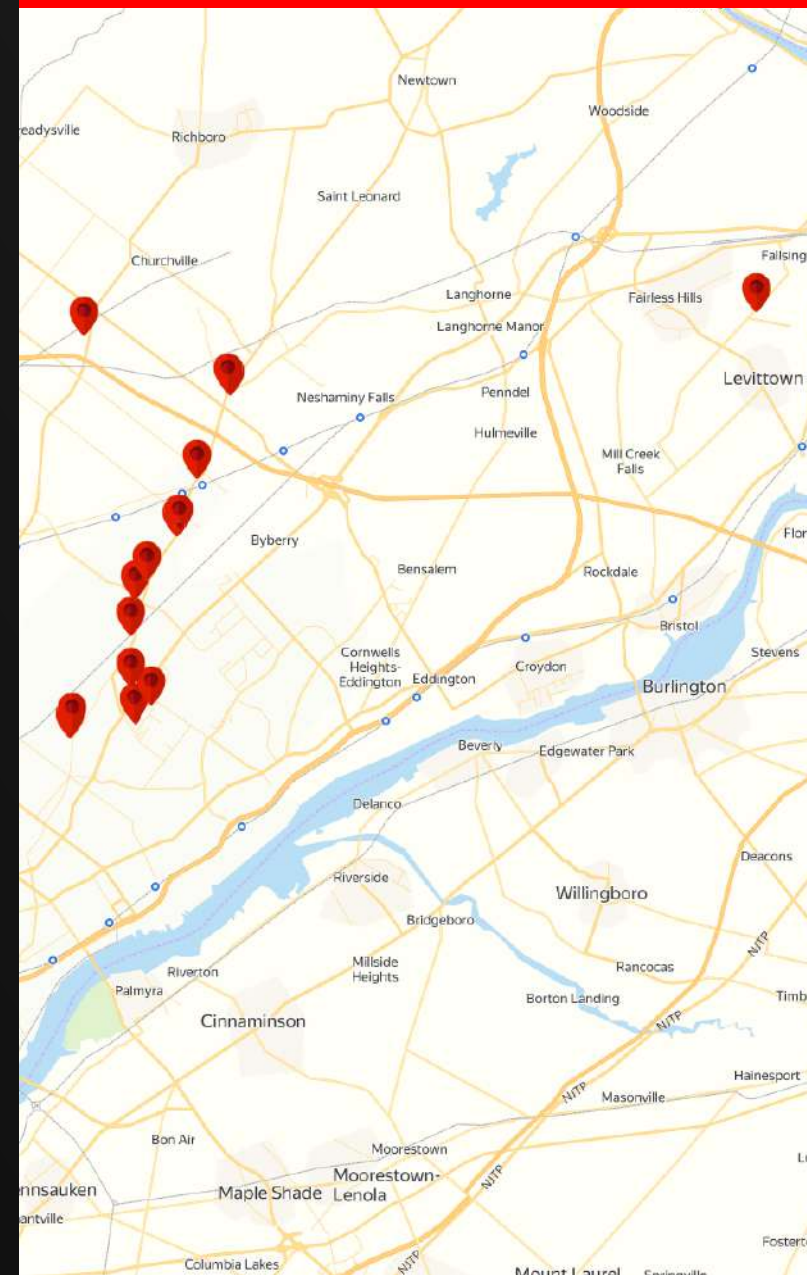 Newtown
Woodside
eadysville
Richboro
Saint Leonard
Churchville
Fallsing
Langhorne
Fairless Hills
Langhorne Manor
Levittown
Penndel
Neshaminy Falls
Hulmeville
Mill Creek
Falls
Flor
Byberry
Bensalem
Rockdale
Bristol
Cornwells
Heights-
Eddington
Eddington
Croydon
Stevens
Burlington
Beverly
Edgewater Park
Delanco
Deacons
Riverside
Willingboro
Bridgeboro
NJTP
Millside
Heights
Riverton
Rancocas
Palmyra
Borton Landing
Timb
Cinnaminson
NJTP
Hainesport
NJTP
Masonville
Bon Air
Moorestown
Moorestown-
Lenola
NJTP
nnsauken
Maple Shade
antville
Fostert
Columbia Lakes
NJTP
Mount Laurel